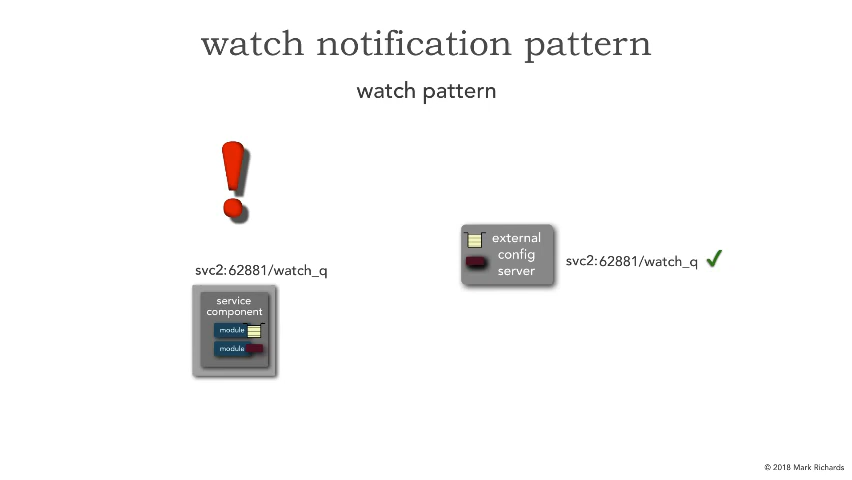 watch notification pattern
watch pattern
svc2:62881/watch_q
service
component
module
module
external
config
server
svc2:62881/watch_q
© 2018 Mark Richards